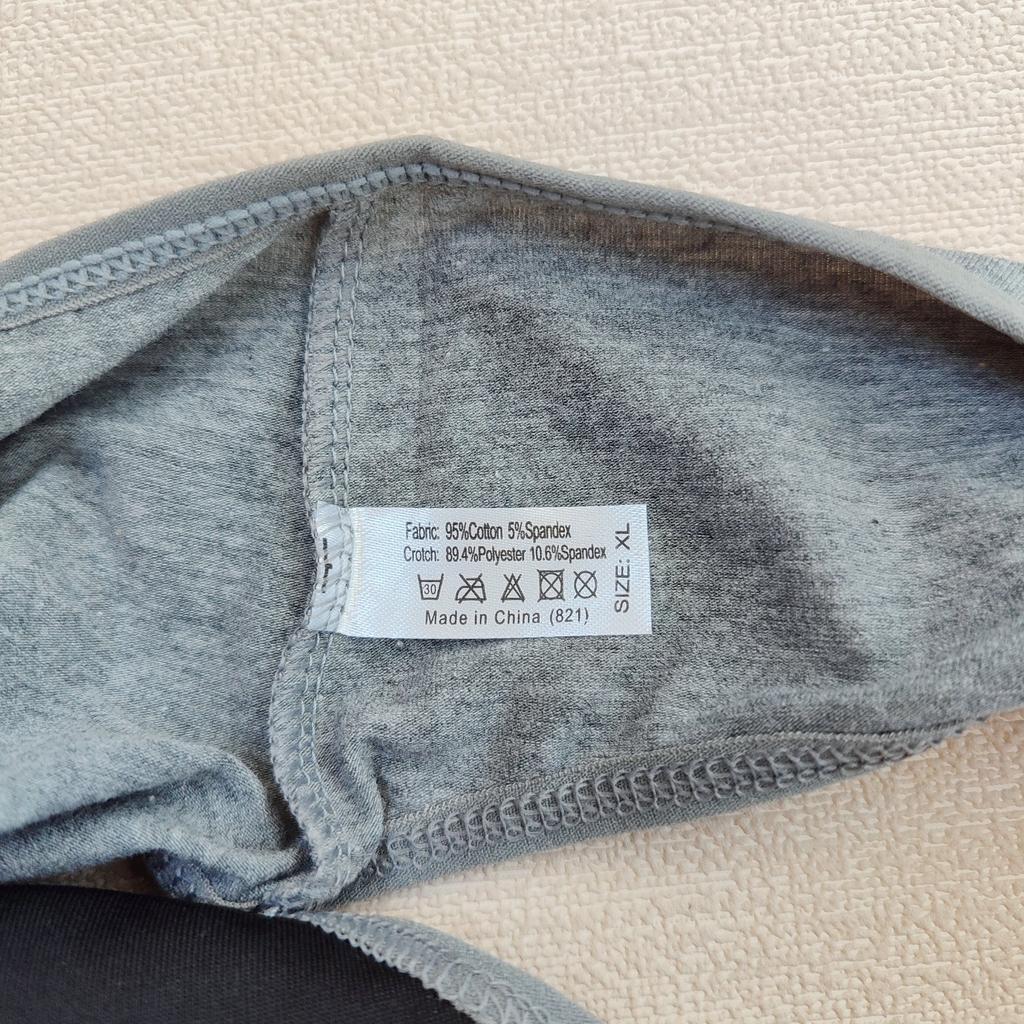 Fabric: 95%Cotton 5%Spandex
Crotch: 89.4%Polyester 10.6%Spandex
30
Made in China (821)
SIZE: XL